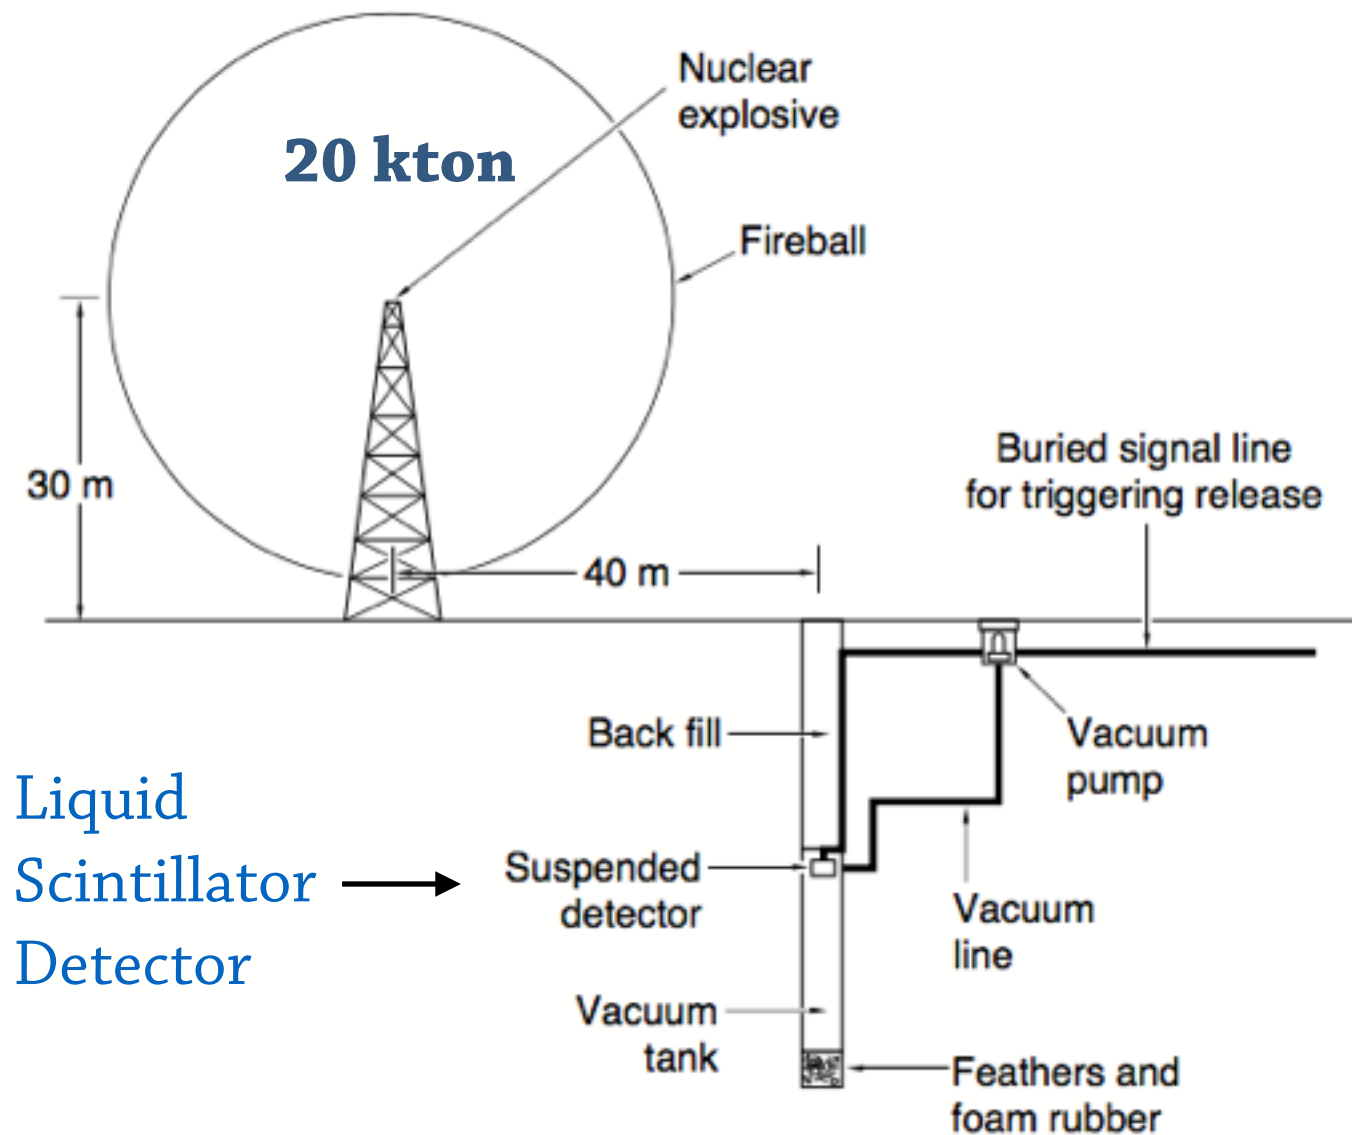 Nuclear
explosive
20 kton
Fireball
30 m
40 m
Buried signal line
for triggering release
Back fill
Vacuum
pump
Liquid
Scintillator
Detector
Suspended
detector
Vacuum
line
Vacuum
tank
Feathers and
foam rubber